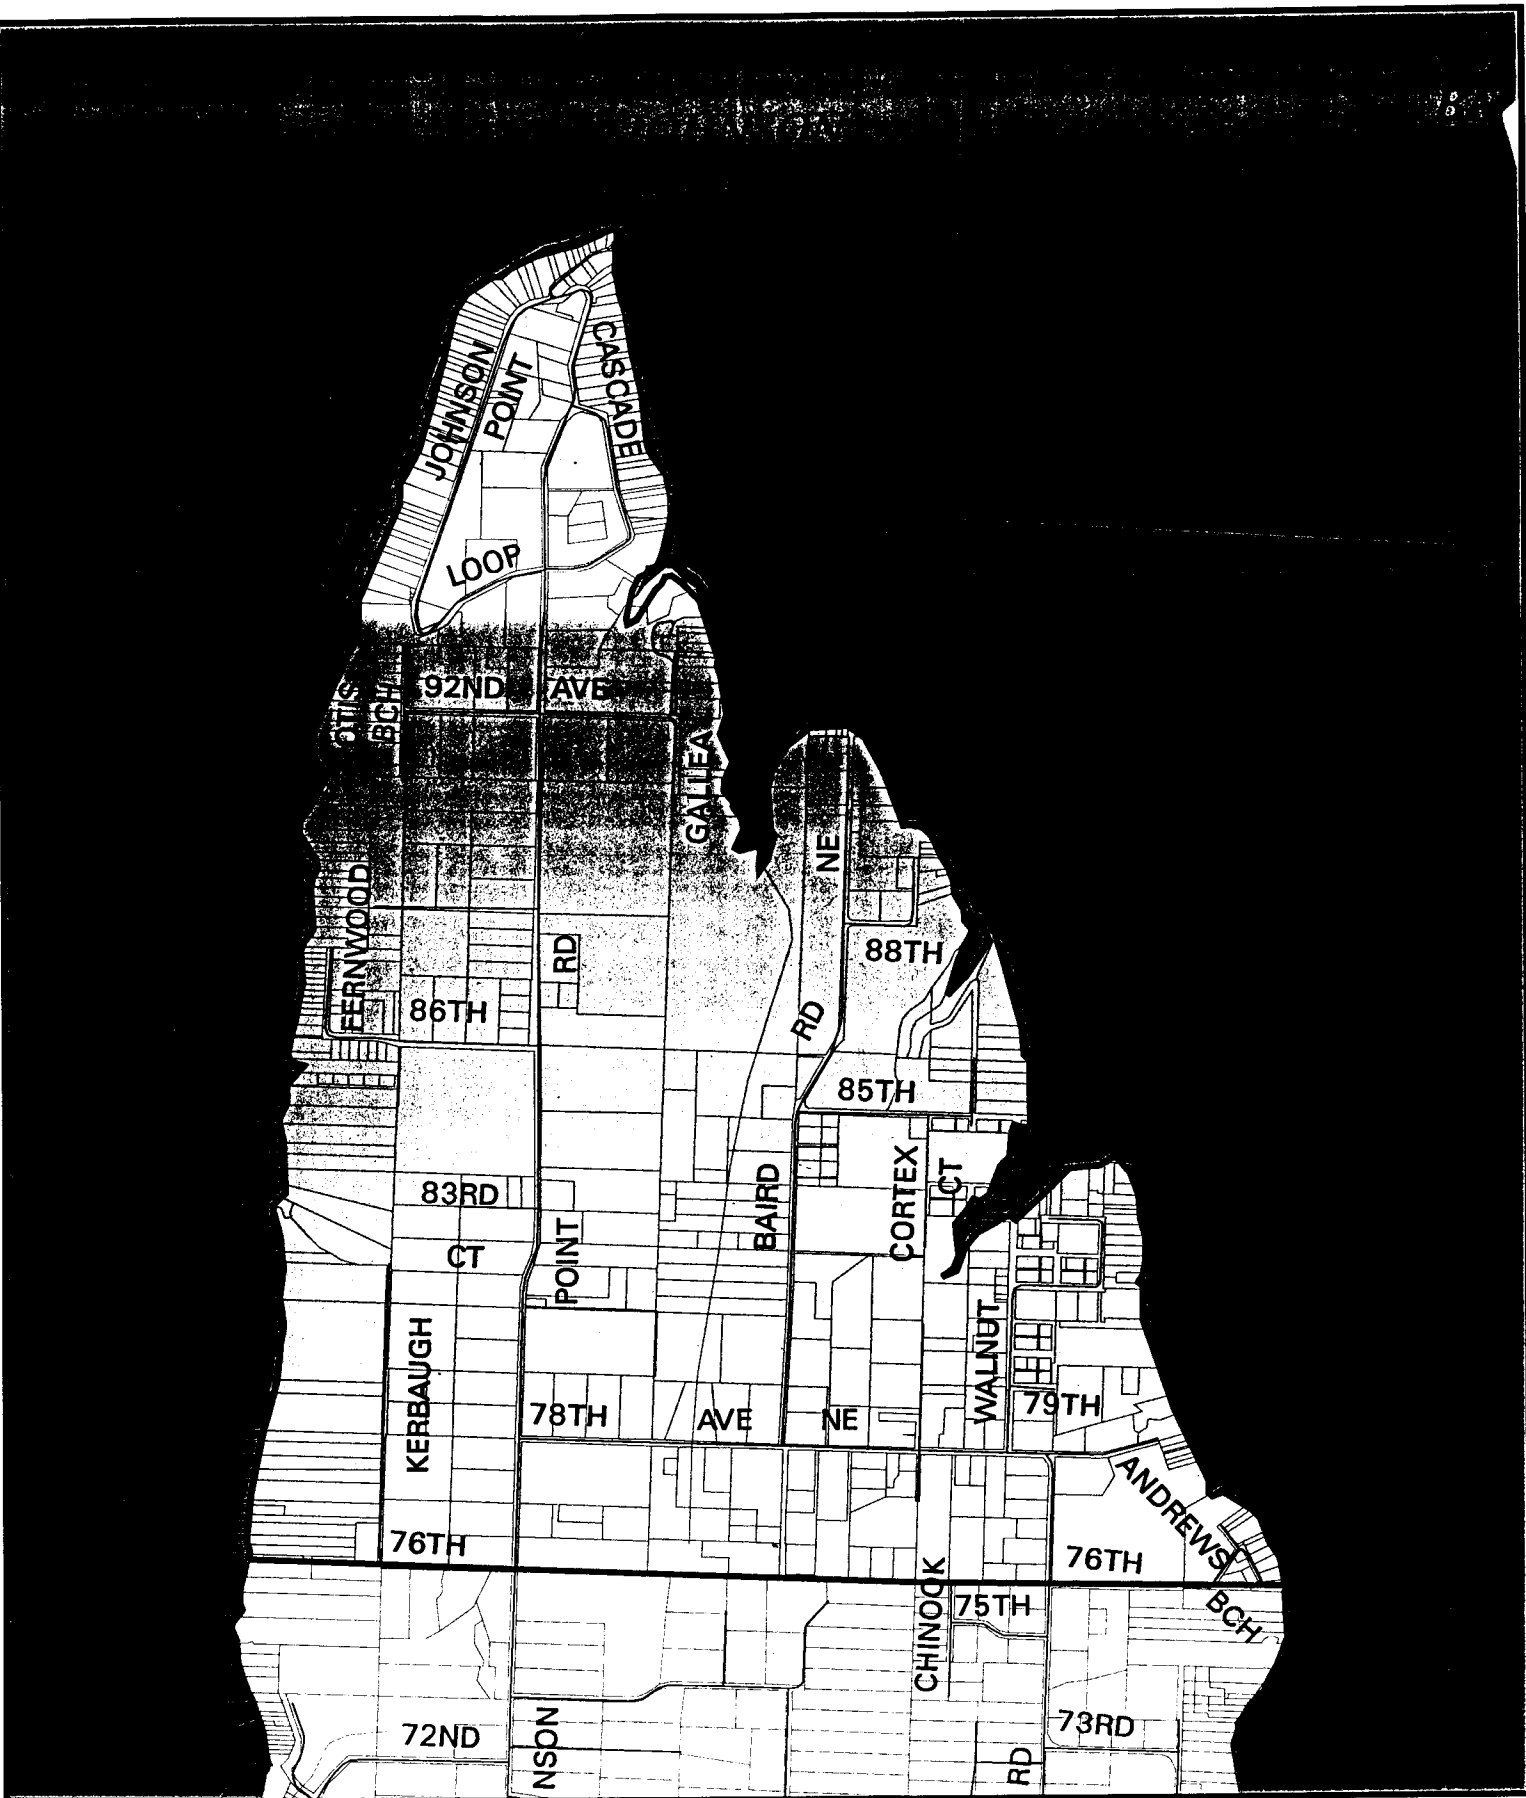 CASCADE
JOHNSON
POINT
LOOP
92ND AVE
OTIS
BCH
GALLEA
NE
FERNWOOD
RD
88TH
86TH
RD
85TH
83RD
BAIRD
CORTEX
CT
CT
POINT
KERBAUGH
WALNUT
78TH AVE NE
79TH
ANDREWS
76TH
76TH
CHINOOK
75TH
BCH
72ND
NSON
73RD
RD